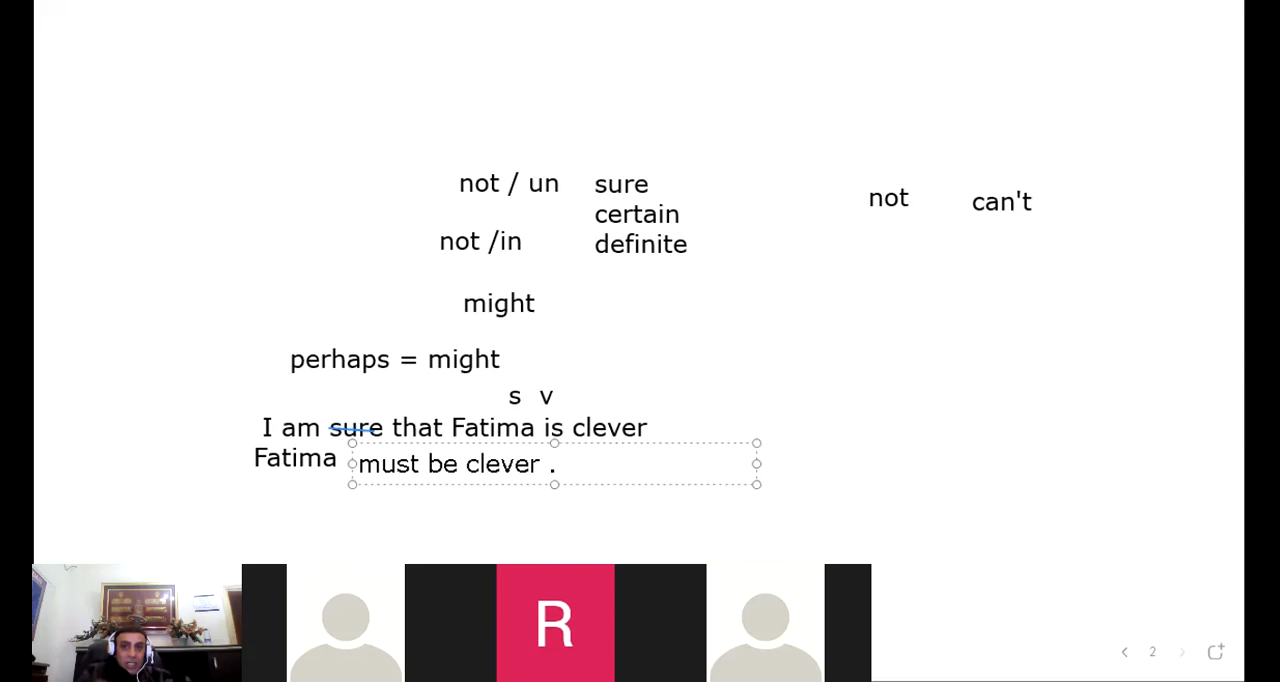 not / un sure not can't
certain
not /in definite
might
perhaps = might
s v
I am sure that Fatima is clever
Fatima must be clever .
R
2